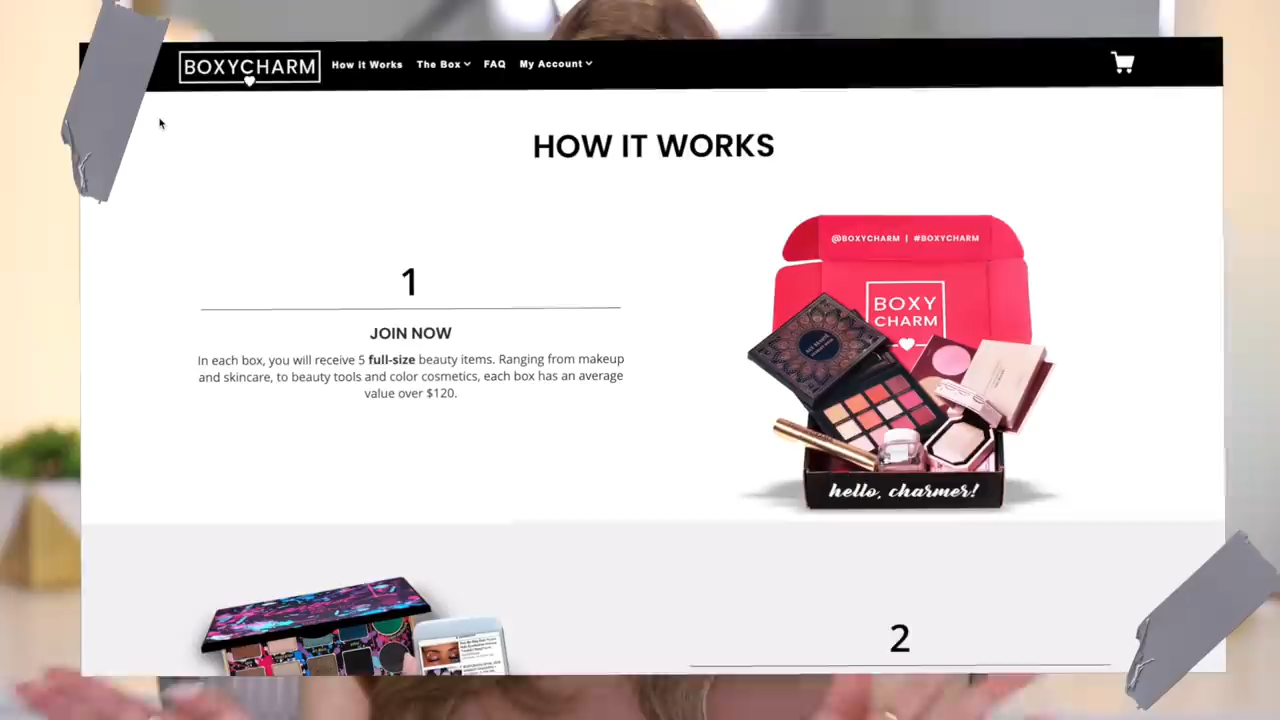 BOXYCHARM
How it Works The Box FAQ My Account
HOW IT WORKS
@BOXYCHARM | #BOXYCHARM
BOXY
CHARM
1
JOIN NOW
In each box, you will receive 5 full-size beauty items. Ranging from makeup
and skincare, to beauty tools and color cosmetics, each box has an average
value over $120.
hello, charmer!
2